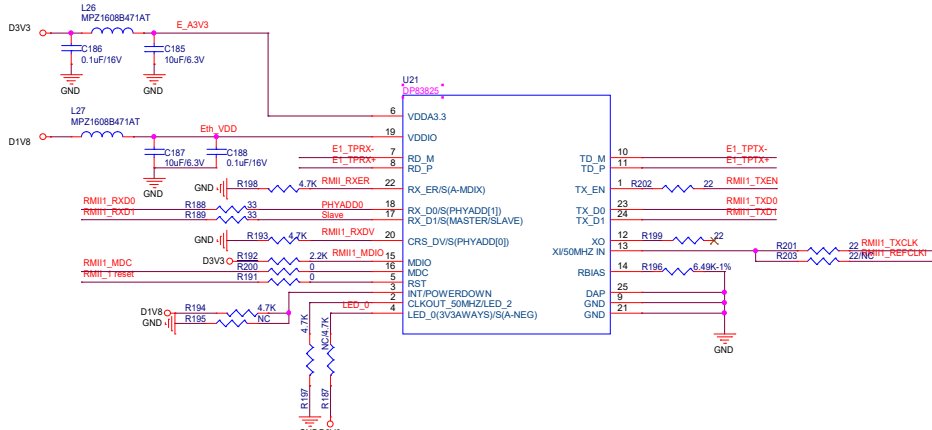 L26
MPZ1608B471AT
D3V3
E_A3V3
C186
0.1uF/16V
C185
10uF/6.3V
GND
GND
U21
DP83825
L27
MPZ1608B471AT
D1V8
Eth_VDD
C187
10uF/6.3V
C188
0.1uF/16V
GND
6 VDDA3.3
19 VDDIO
E1_TPRX- 7 RD_M
E1_TPRX+ 8 RD_P
TD_M 10 E1_TPTX-
TD_P 11 E1_TPTX+
GND R198 4.7K RMII_RXER 22 RX_ER/S(A-MDIX)
TX_EN 1 R202 22 RMII1_TXEN
RMII1_RXD0 R188 33 PHYADD0 18 RX_D0/S(PHYADD[1])
TX_D0 23 RMII1_TXD0
RMII1_RXD1 R189 33 Slave 17 RX_D1/S(MASTER/SLAVE)
TX_D1 24 RMII1_TXD1
GND R193 4.7K RMII1_RXDV 20 CRS_DV/S(PHYADD[0])
XO 12 R199 22
XI/50MHZ IN 13 R201 22 RMII1_TXCLK
R203 22/NC RMII1_REFCLKI
D3V3 R192 2.2K RMII1_MDIO 15 MDIO
RMII1_MDC R200 0 16 MDC
RMII_1 reset R191 0 5 RST
RBIAS 14 R196 6.49K-1%
3 INT/POWERDOWN
2 CLKOUT_50MHZ/LED_2
LED_0 4 LED_0(3V3AWAYS)/S(A-NEG)
DAP 25
GND 9
GND 21
GND
D1V8 R194 4.7K
GND R195 NC
4.7K
NC/4.7K
R197
R187